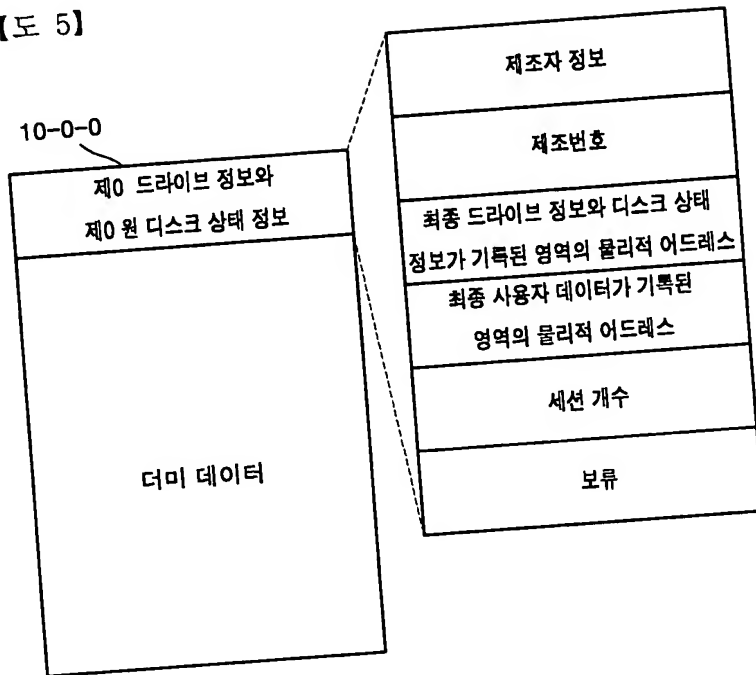 【도 5】
10-0-0
제0 드라이브 정보와
제0 원 디스크 상태 정보
더미 데이터
제조자 정보
제조번호
최종 드라이브 정보와 디스크 상태
정보가 기록된 영역의 물리적 어드레스
최종 사용자 데이터가 기록된
영역의 물리적 어드레스
세션 개수
보류